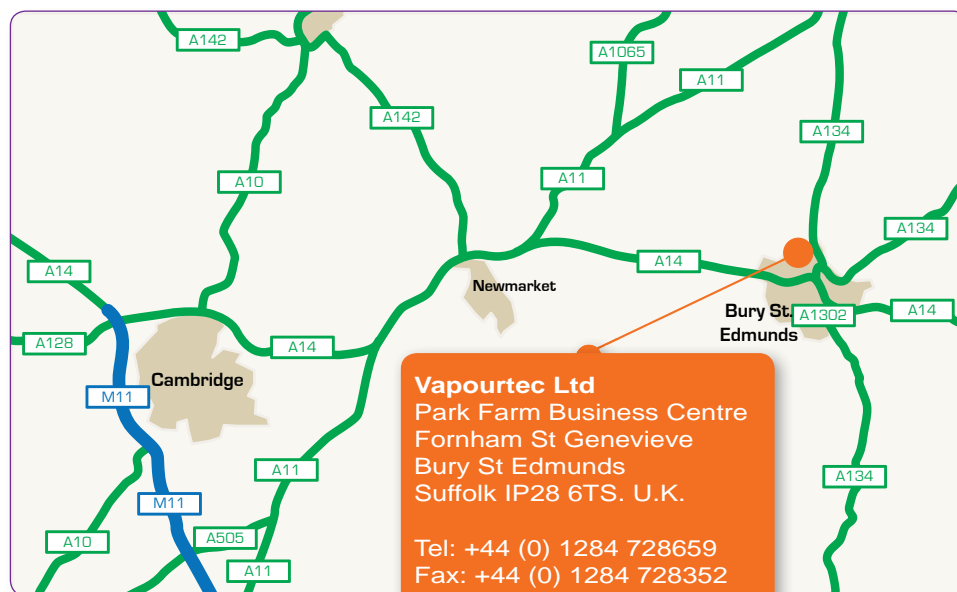 A142
A1065
A11
A142
A134
A10
A11
A134
A14
A14
Newmarket
Bury St.
Edmunds
A1302
A14
A128
A14
Cambridge
M11
Vapourtec Ltd
Park Farm Business Centre
Fornham St Genevieve
Bury St Edmunds
Suffolk IP28 6TS. U.K.
Tel: +44 (0) 1284 728659
Fax: +44 (0) 1284 728352
A11
A134
M11
A10
A505
A11